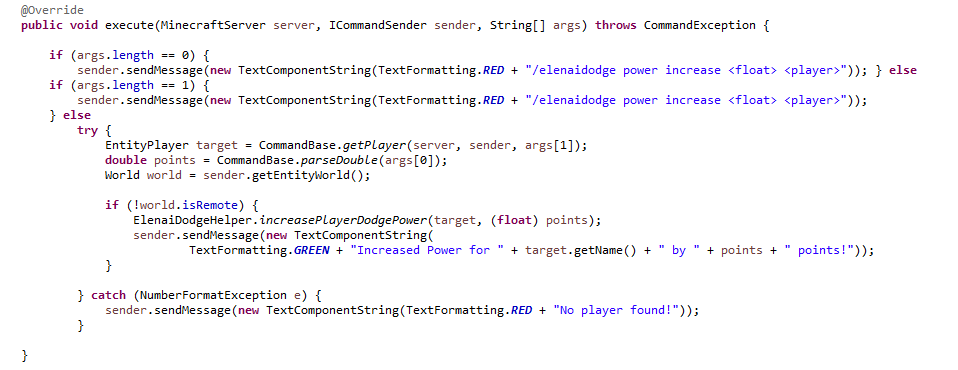 @Override
public void execute(MinecraftServer server, ICommandSender sender, String[] args) throws CommandException {
if (args.length == 0) {
sender.sendMessage(new TextComponentString(TextFormatting.RED + "/elenaidodge power increase <float> <player>")); } else
if (args.length == 1) {
sender.sendMessage(new TextComponentString(TextFormatting.RED + "/elenaidodge power increase <float> <player>"));
} else
try {
EntityPlayer target = CommandBase.getPlayer(server, sender, args[1]);
double points = CommandBase.parseDouble(args[0]);
World world = sender.getEntityWorld();
if (!world.isRemote) {
ElenaiDodgeHelper.increasePlayerDodgePower(target, (float) points);
sender.sendMessage(new TextComponentString(
TextFormatting.GREEN + "Increased Power for " + target.getName() + " by " + points + " points!"));
}
} catch (NumberFormatException e) {
sender.sendMessage(new TextComponentString(TextFormatting.RED + "No player found!"));
}
}